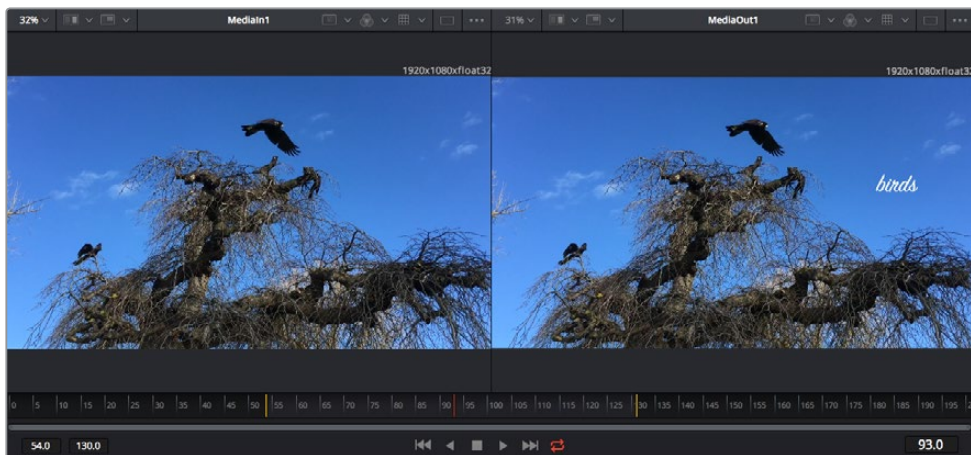 32% MediaIn1 31% MediaOut1
1920x1080xfloat32 1920x1080xfloat32
birds
0 5 10 15 20 25 30 35 40 45 50 55 60 65 70 75 80 85 90 95 100 105 110 115 120 125 130 135 140 145 150 155 160 165 170 175 180 185 190 195
54.0 130.0 93.0